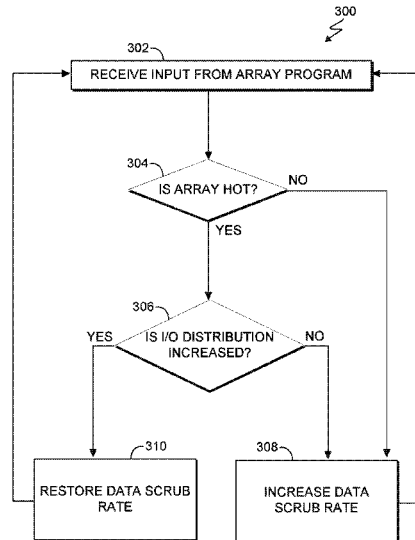 300
302
RECEIVE INPUT FROM ARRAY PROGRAM
304
IS ARRAY HOT?
NO
YES
306
YES
IS I/O DISTRIBUTION
INCREASED?
NO
310
RESTORE DATA SCRUB
RATE
308
INCREASE DATA
SCRUB RATE